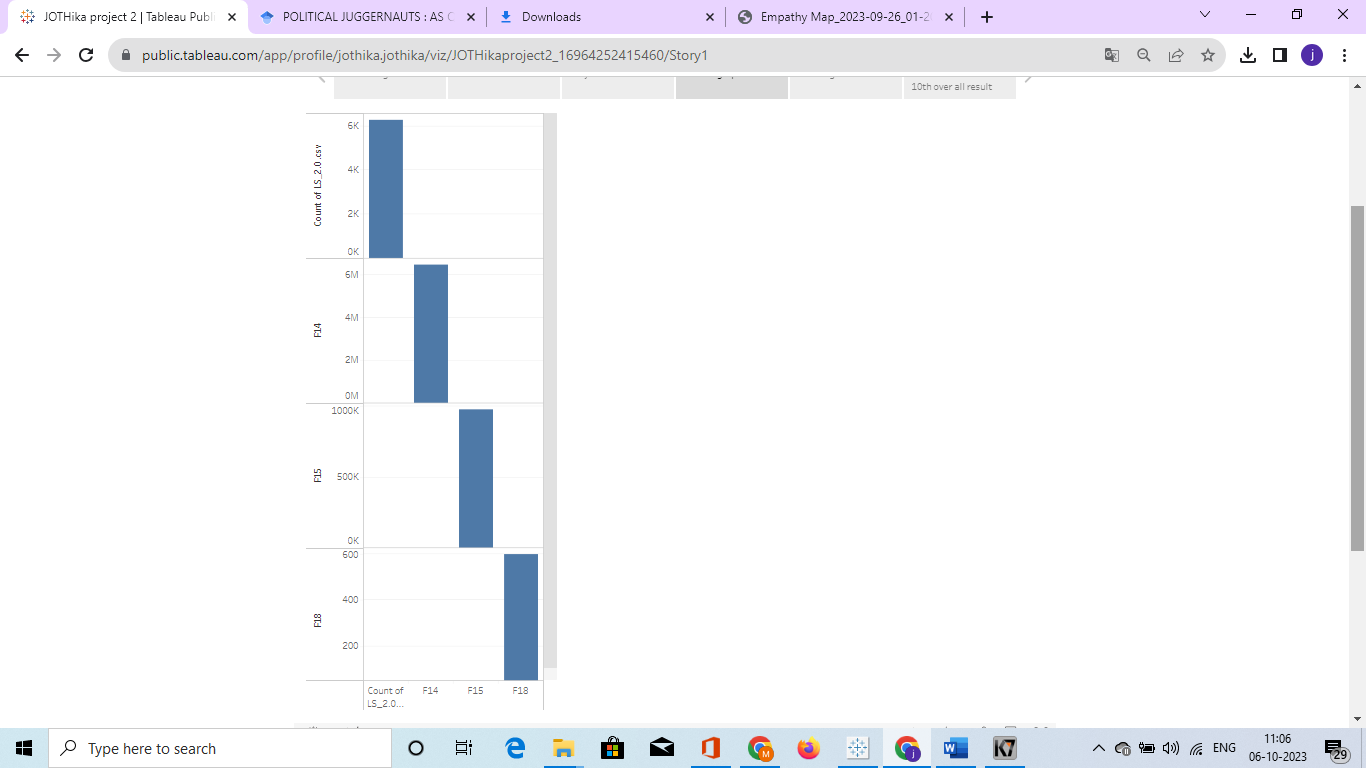 JOTHika project 2 | Tableau Publi
POLITICAL JUGGERNAUTS : AS C
Downloads
Empathy Map_2023-09-26_01-20
public.tableau.com/app/profile/jothika.jothika/viz/JOTHikaproject2_16964252415460/Story1
j
10th over all result
Count of LS_2.0.csv
6K
4K
2K
0K
F14
6M
4M
2M
0M
F15
1000K
500K
0K
F18
600
400
200
Count of
LS_2.0...
F14
F15
F18
Type here to search
M
j
ENG
11:06
06-10-2023
29